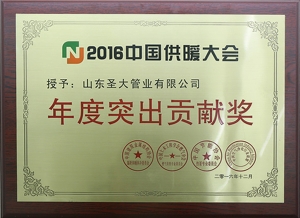 2016中国供暖大会
授予：山东圣大管业有限公司
年度突出贡献奖
二零一六年十二月